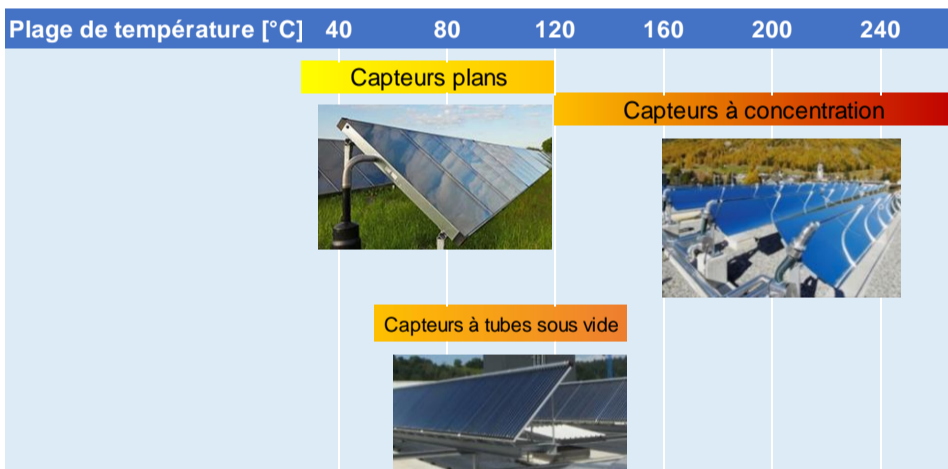 Plage de température [°C] 40 80 120 160 200 240
Capteurs plans
Capteurs à concentration
Capteurs à tubes sous vide